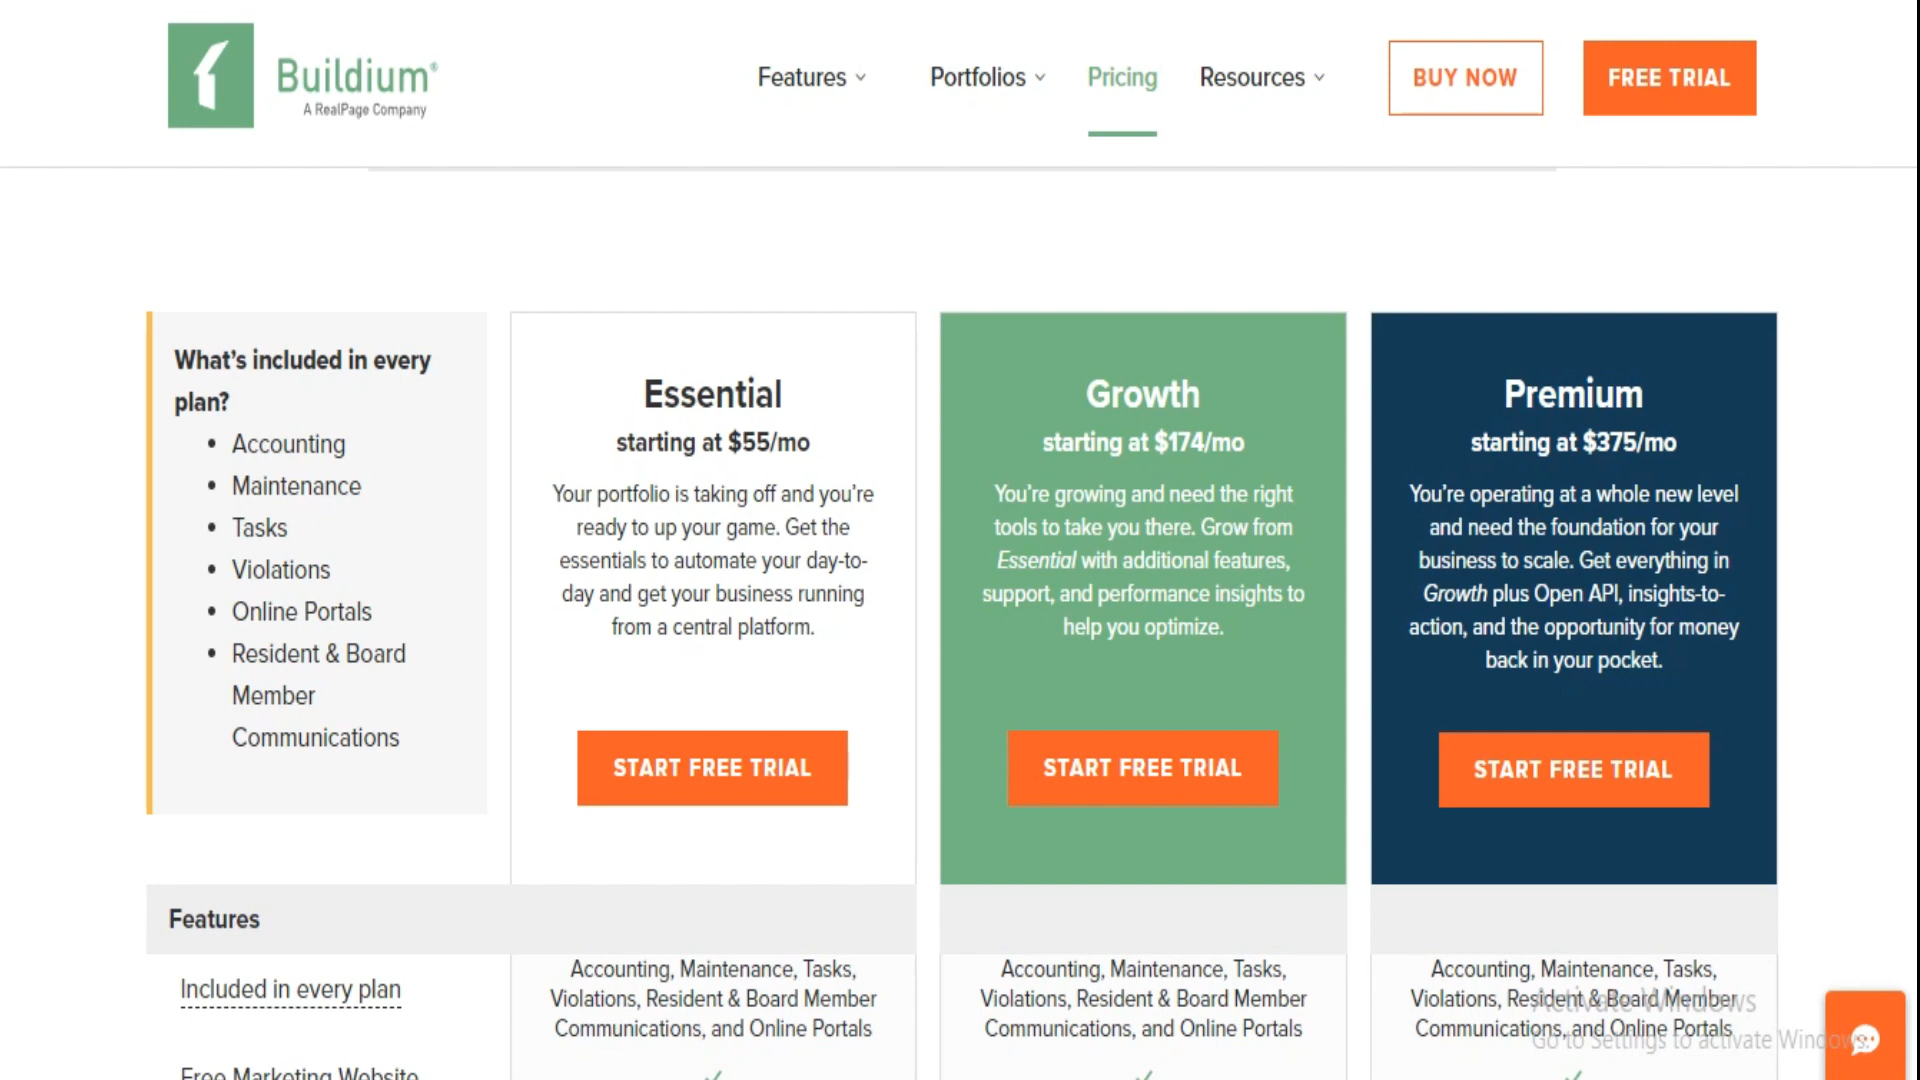 Buildium®
A RealPage Company
Features
Portfolios
Pricing
Resources
BUY NOW
FREE TRIAL
What's included in every
plan?
• Accounting
• Maintenance
• Tasks
• Violations
• Online Portals
• Resident & Board
Member
Communications
Essential
starting at $55/mo
Your portfolio is taking off and you're
ready to up your game. Get the
essentials to automate your day-to-
day and get your business running
from a central platform.
START FREE TRIAL
Growth
starting at $174/mo
You're growing and need the right
tools to take you there. Grow from
Essential with additional features,
support, and performance insights to
help you optimize.
START FREE TRIAL
Premium
starting at $375/mo
You're operating at a whole new level
and need the foundation for your
business to scale. Get everything in
Growth plus Open API, insights-to-
action, and the opportunity for money
back in your pocket.
START FREE TRIAL
Features
Included in every plan
Accounting, Maintenance, Tasks,
Violations, Resident & Board Member
Communications, and Online Portals
Accounting, Maintenance, Tasks,
Violations, Resident & Board Member
Communications, and Online Portals
Accounting, Maintenance, Tasks,
Violations, Resident & Board Member
Communications, and Online Portals
Free Marketing Website
Activate Windows
Go to Settings to activate Windows.